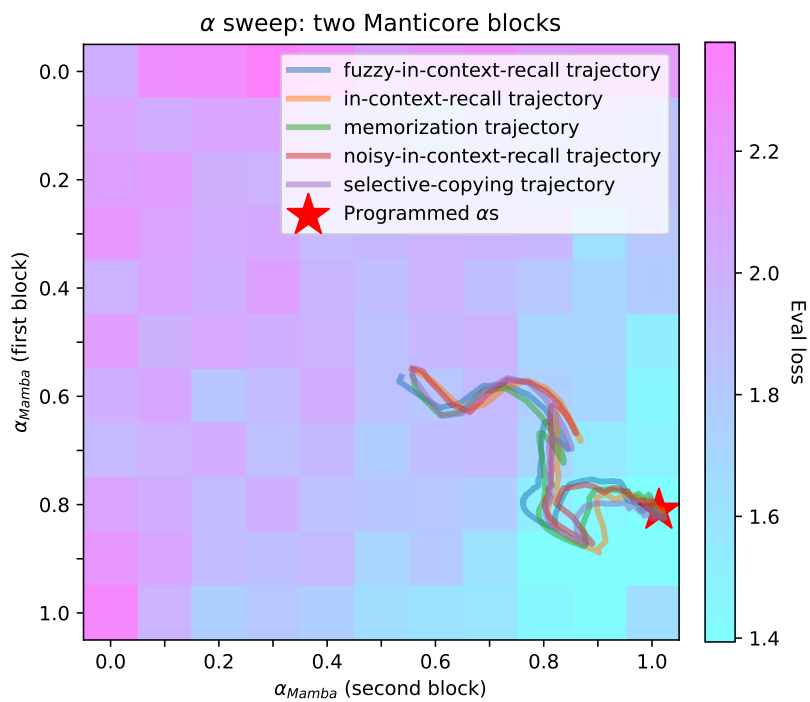 α sweep: two Manticore blocks
fuzzy-in-context-recall trajectory
in-context-recall trajectory
memorization trajectory
noisy-in-context-recall trajectory
selective-copying trajectory
Programmed αs
0.0
0.2
0.4
0.6
0.8
1.0
α_Mamba (first block)
0.0
0.2
0.4
0.6
0.8
1.0
α_Mamba (second block)
2.2
2.0
1.8
1.6
1.4
Eval loss